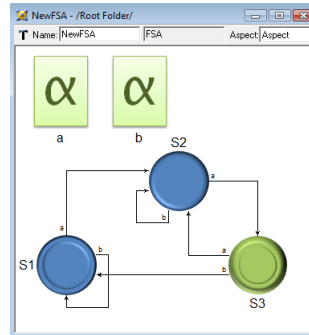 NewFSA - /Root Folder/
T Name: NewFSA FSA Aspect: Aspect
α α
a b
S2
a
b
a b a
S1 b
S3